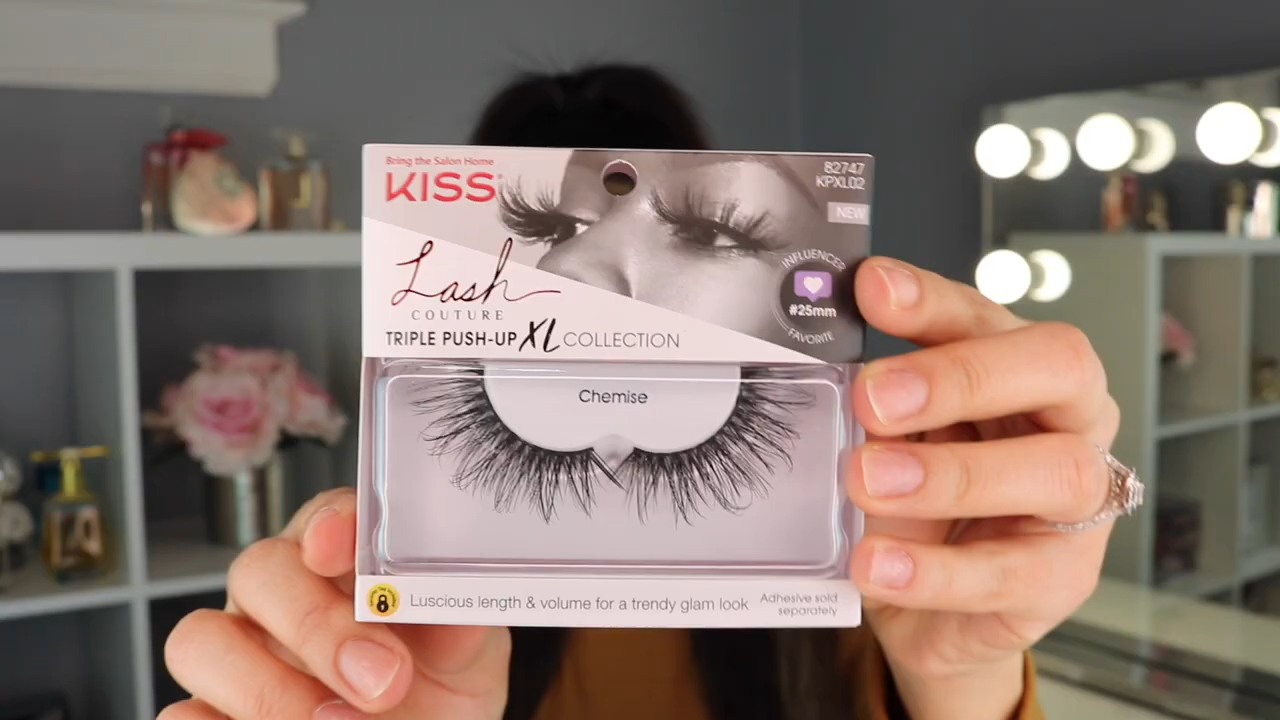 Bring the Salon Home
KISS®
Lash
COUTURE
TRIPLE PUSH-UP XL COLLECTION
82747
KPXL02
NEW
INFLUENCER
#25mm
FAVORITE
Chemise
Luscious length & volume for a trendy glam look
Adhesive sold
separately